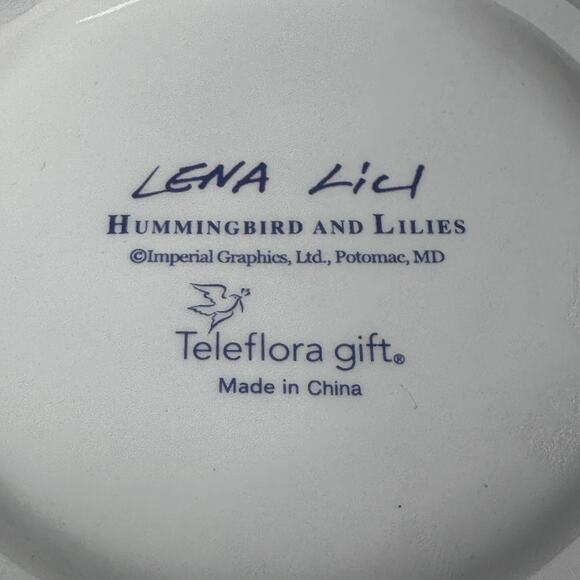 LENA LiU
HUMMINGBIRD AND LILIES
©Imperial Graphics, Ltd., Potomac, MD
Teleflora gift®
Made in China